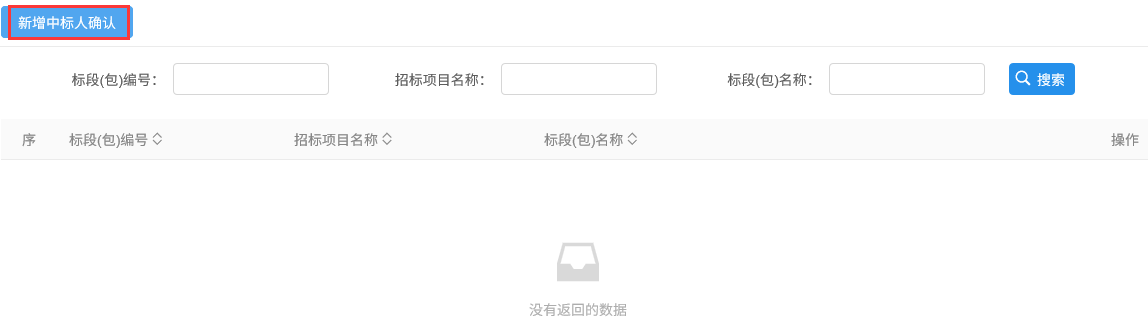 新增中标人确认
标段(包)编号： 招标项目名称： 标段(包)名称： 搜索
序 标段(包)编号 招标项目名称 标段(包)名称 操作
没有返回的数据